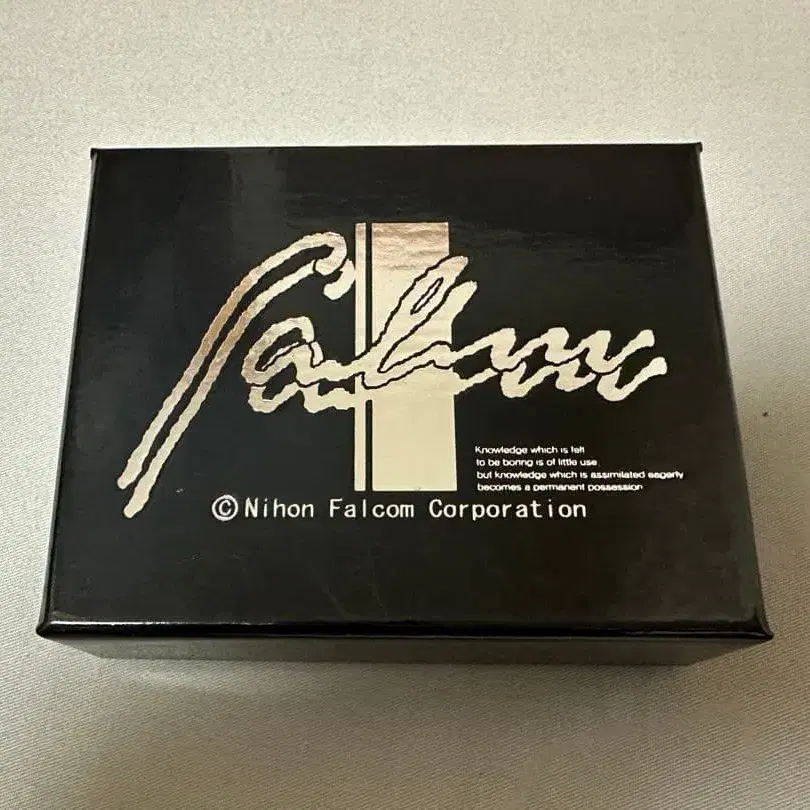 Falcom
Knowledge which is felt
to be boring is of little use
but knowledge which is assimilated eagerly
becomes a permanent possession
©Nihon Falcom Corporation